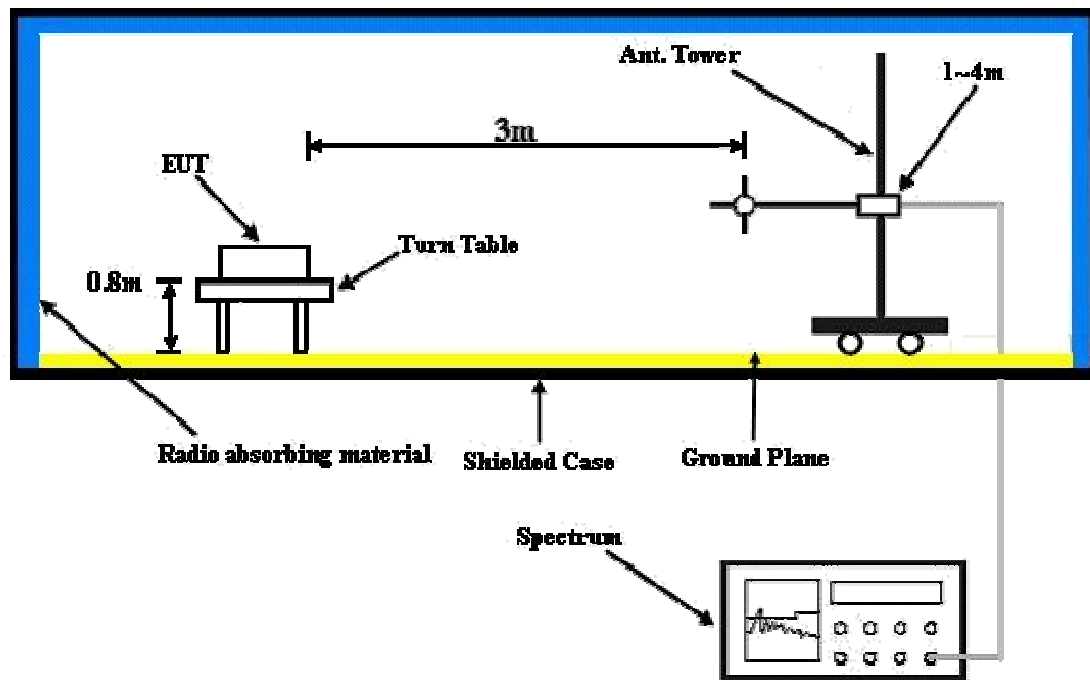 Ant. Tower
1~4m
3m
EUT
Turn Table
0.8m
Radio absorbing material
Shielded Case
Ground Plane
Spectrum